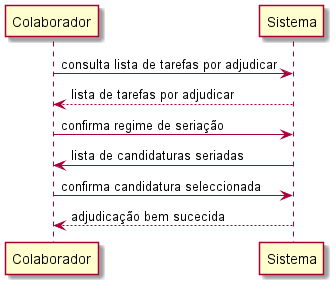 Colaborador Sistema
consulta lista de tarefas por adjudicar
lista de tarefas por adjudicar
confirma regime de seriação
lista de candidaturas seriadas
confirma candidatura seleccionada
adjudicação bem sucecida
Colaborador Sistema